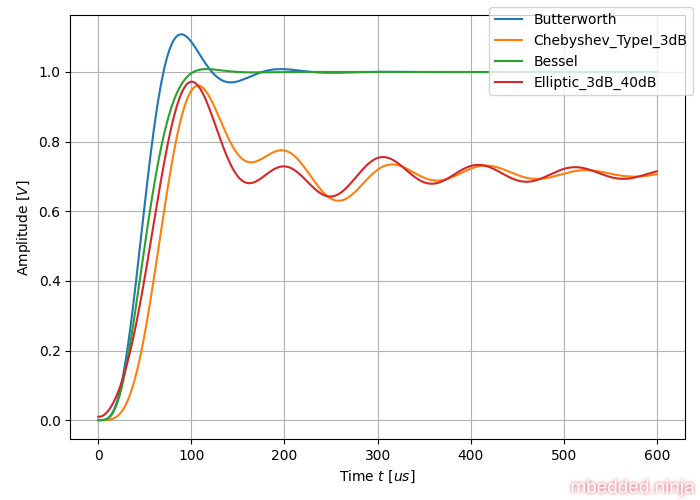 Butterworth
Chebyshev_TypeI_3dB
Bessel
Elliptic_3dB_40dB
Amplitude [V]
1.0
0.8
0.6
0.4
0.2
0.0
0 100 200 300 400 500 600
Time t [us]
mbedded.ninja